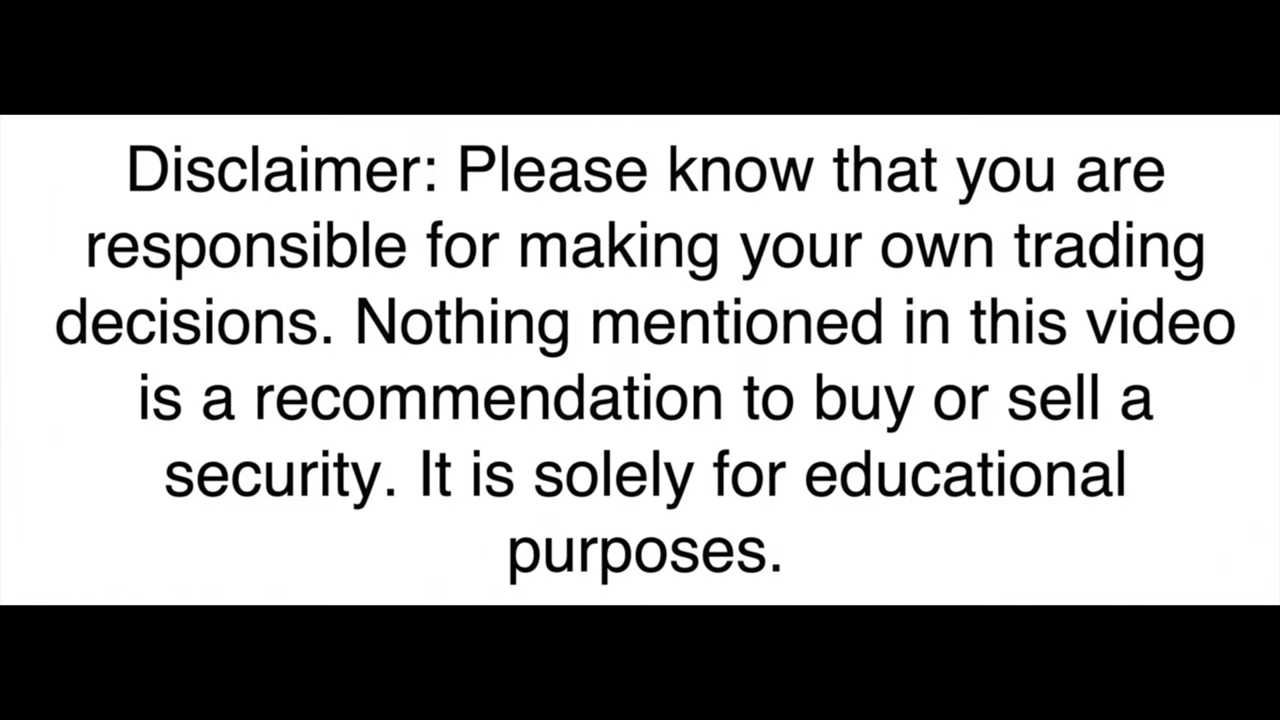 Disclaimer: Please know that you are
responsible for making your own trading
decisions. Nothing mentioned in this video
is a recommendation to buy or sell a
security. It is solely for educational
purposes.